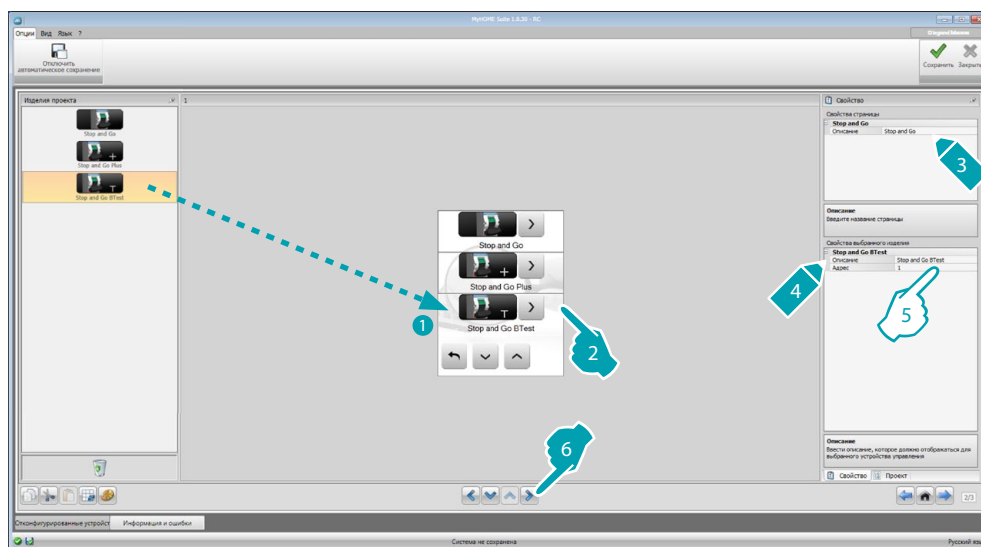 MyHOME Suite 1.0.30 - RC
Опции Вид Язык ?
Отключить
автоматическое сохранение
Сохранить Закрыть
Изделия проекта
1
Stop and Go
Stop and Go Plus
Stop and Go BTest
Stop and Go
Stop and Go Plus
Stop and Go BTest
1
2
6
Свойство
Свойства страницы
Stop and Go
Описание Stop and Go
3
Описание
Введите название страницы
Свойства выбранного изделия
Stop and Go BTest
Описание Stop and Go BTest
Адрес 1
4
5
Описание
Ввести описание, которое должно отображаться для
выбранного устройства управления
Свойство Проект
2/2
Отконфигурированные устройст Информация и ошибки
Система не сохранена
Русский язы